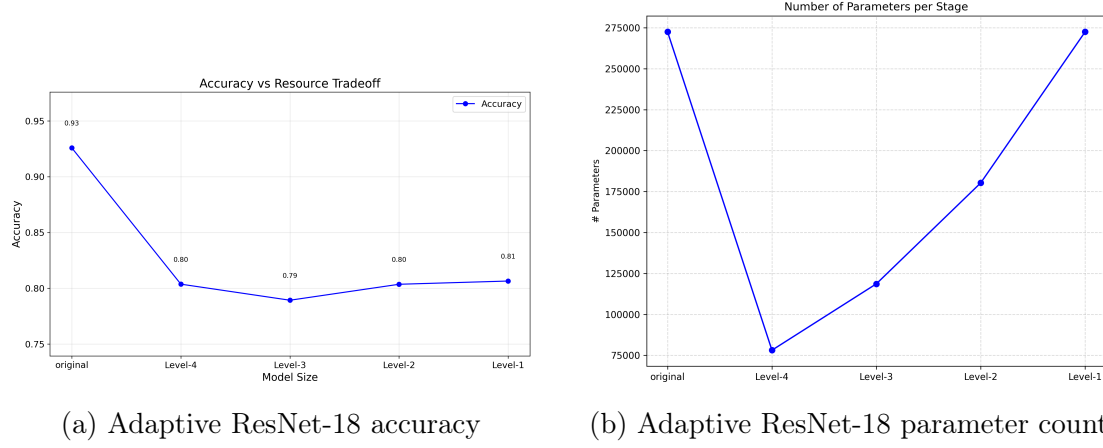 Accuracy vs Resource Tradeoff
Accuracy
0.95
0.90
0.85
0.80
0.75
Accuracy
0.93
0.80
0.79
0.80
0.81
original
Level-4
Level-3
Level-2
Level-1
Model Size
(a) Adaptive ResNet-18 accuracy
Number of Parameters per Stage
275000
250000
225000
200000
175000
150000
125000
100000
75000
# Parameters
original
Level-4
Level-3
Level-2
Level-1
(b) Adaptive ResNet-18 parameter count